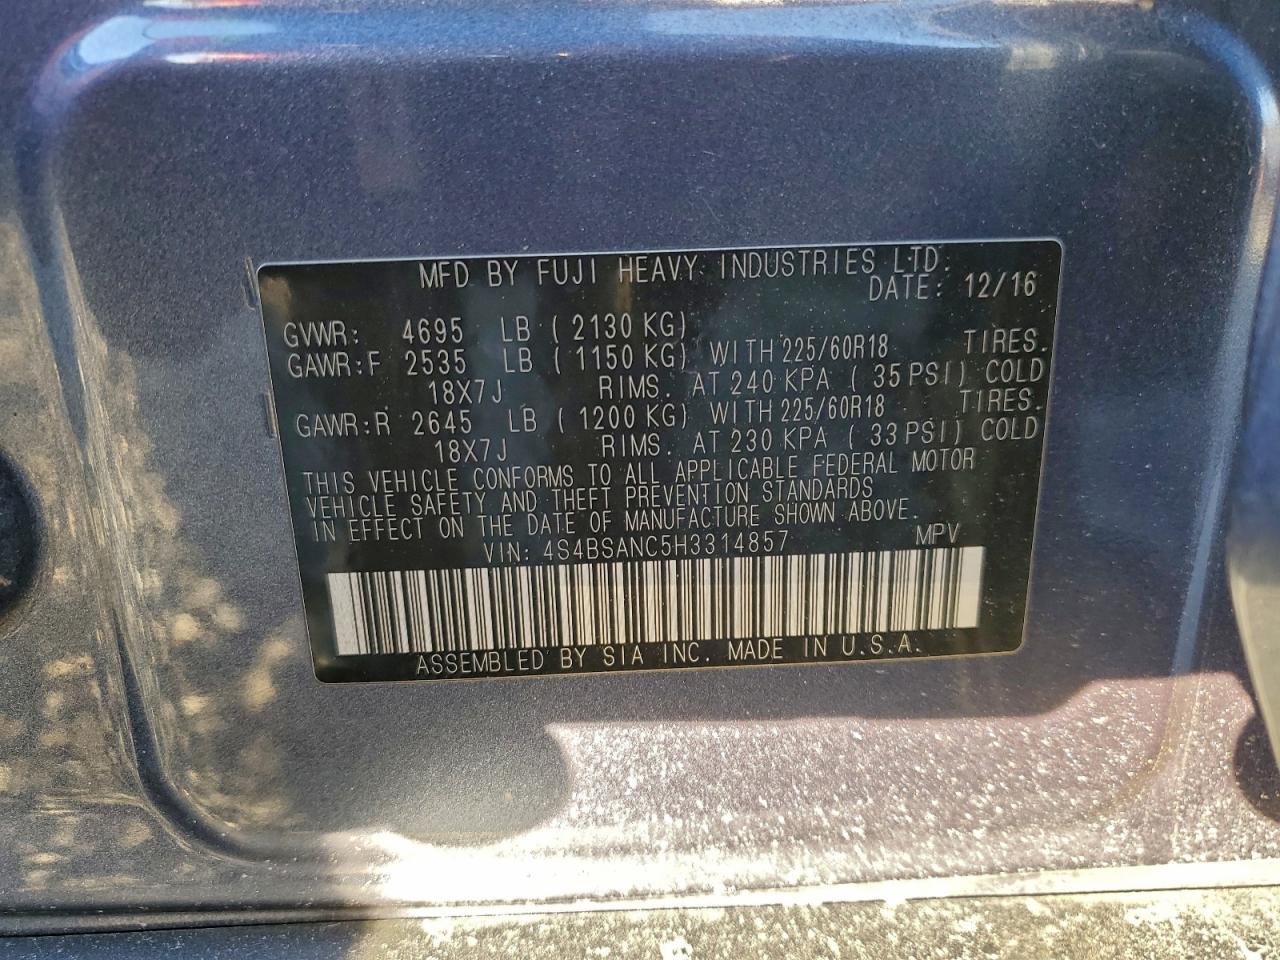 MFD BY FUJI HEAVY INDUSTRIES LTD.
DATE: 12/16
GVWR: 4695 LB ( 2130 KG)
GAWR:F 2535 LB ( 1150 KG) WITH 225/60R18 TIRES.
18X7J RIMS. AT 240 KPA ( 35 PSI) COLD
GAWR:R 2645 LB ( 1200 KG) WITH 225/60R18 TIRES.
18X7J RIMS. AT 230 KPA ( 33 PSI) COLD
THIS VEHICLE CONFORMS TO ALL APPLICABLE FEDERAL MOTOR
VEHICLE SAFETY AND THEFT PREVENTION STANDARDS
IN EFFECT ON THE DATE OF MANUFACTURE SHOWN ABOVE.
VIN: 4S4BSANC5H3314857 MPV
ASSEMBLED BY SIA INC. MADE IN U.S.A.